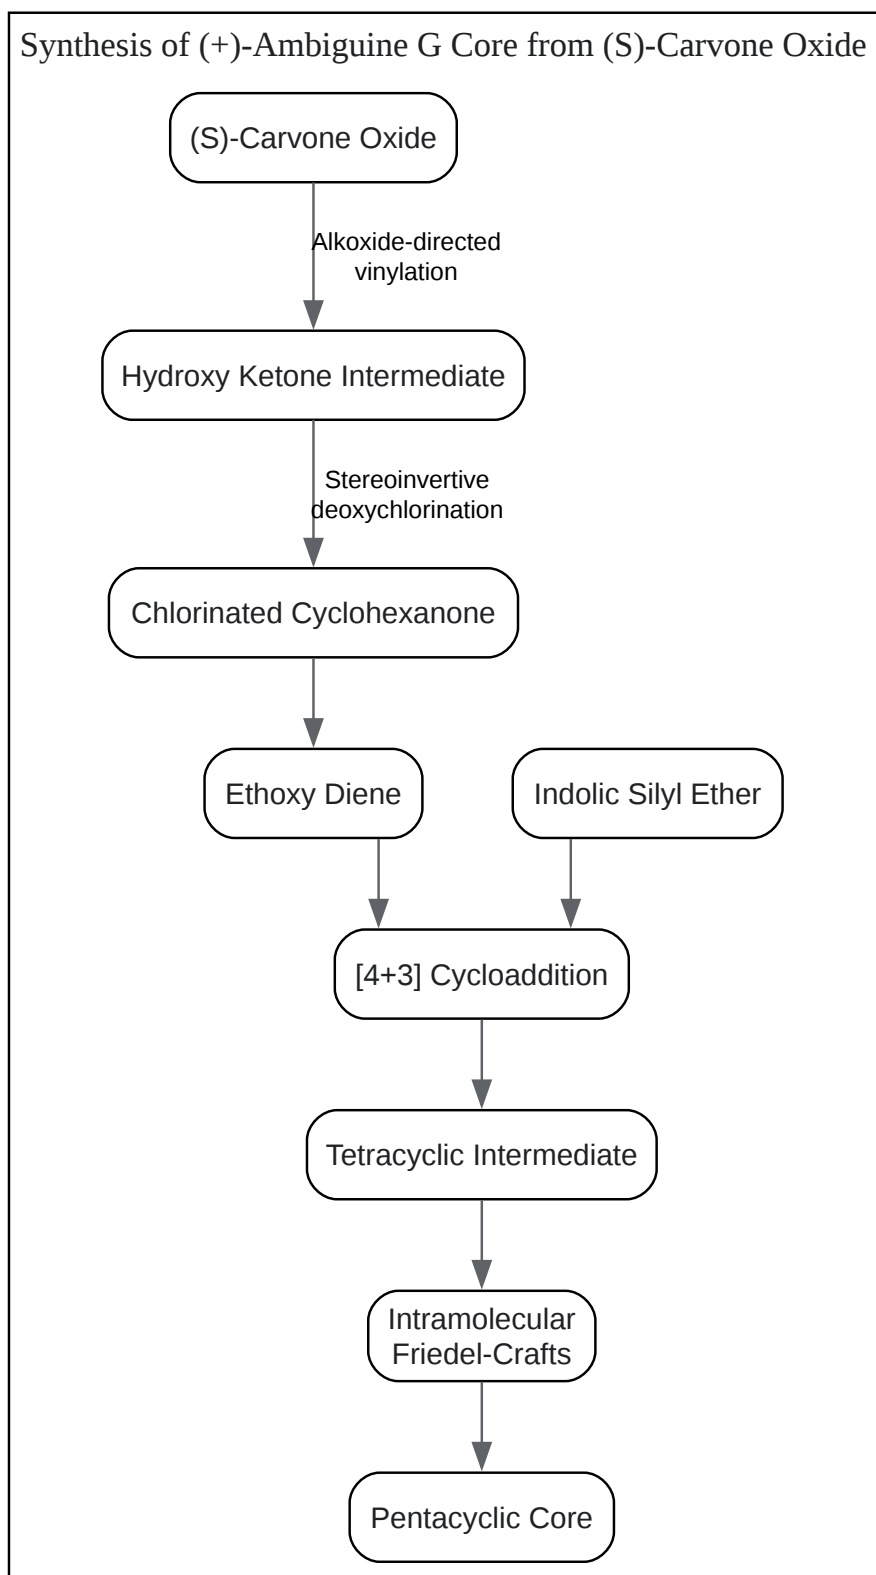 Synthesis of (+)-Ambiguine G Core from (S)-Carvone Oxide
(S)-Carvone Oxide
Alkoxide-directed
vinylation
Hydroxy Ketone Intermediate
Stereoinvertive
deoxychlorination
Chlorinated Cyclohexanone
Ethoxy Diene
Indolic Silyl Ether
[4+3] Cycloaddition
Tetracyclic Intermediate
Intramolecular
Friedel-Crafts
Pentacyclic Core